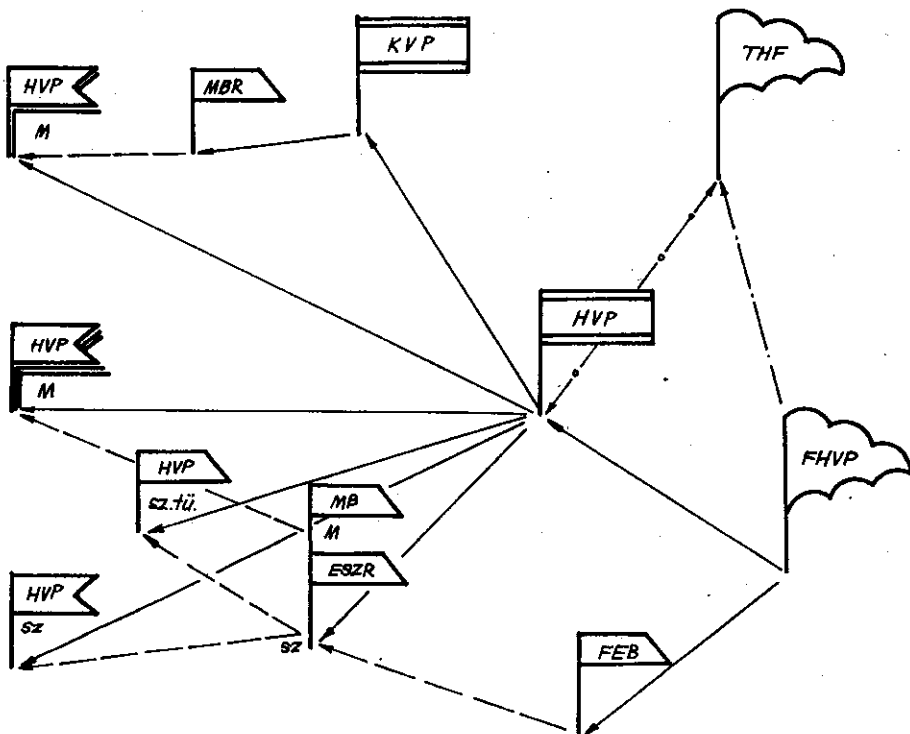 KVP
THF
HVP
M
MBR
HVP
HVP
M
FHVP
HVP
sz.tü.
MB
M
ESZR
HVP
sz
sz
FEB